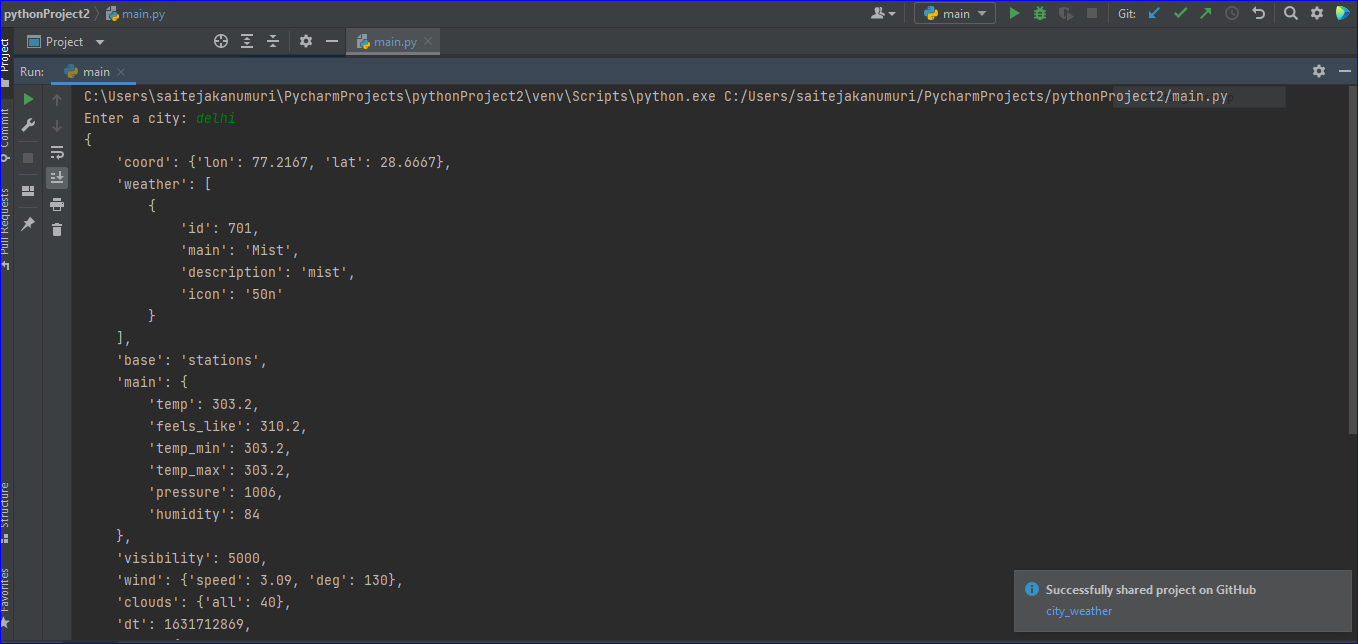 pythonProject2 main.py main Git:
Project main.py
Project
Run: main
C:\Users\saitejakanumuri\PycharmProjects\pythonProject2\venv\Scripts\python.exe C:/Users/saitejakanumuri/PycharmProjects/pythonProject2/main.py
Commit
Enter a city: delhi
{
'coord': {'lon': 77.2167, 'lat': 28.6667},
'weather': [
{
Pull Requests
'id': 701,
'main': 'Mist',
'description': 'mist',
'icon': '50n'
}
],
'base': 'stations',
'main': {
'temp': 303.2,
'feels_like': 310.2,
'temp_min': 303.2,
'temp_max': 303.2,
'pressure': 1006,
'humidity': 84
Structure
},
'visibility': 5000,
'wind': {'speed': 3.09, 'deg': 130},
Favorites
'clouds': {'all': 40},
'dt': 1631712869,
Successfully shared project on GitHub
city_weather